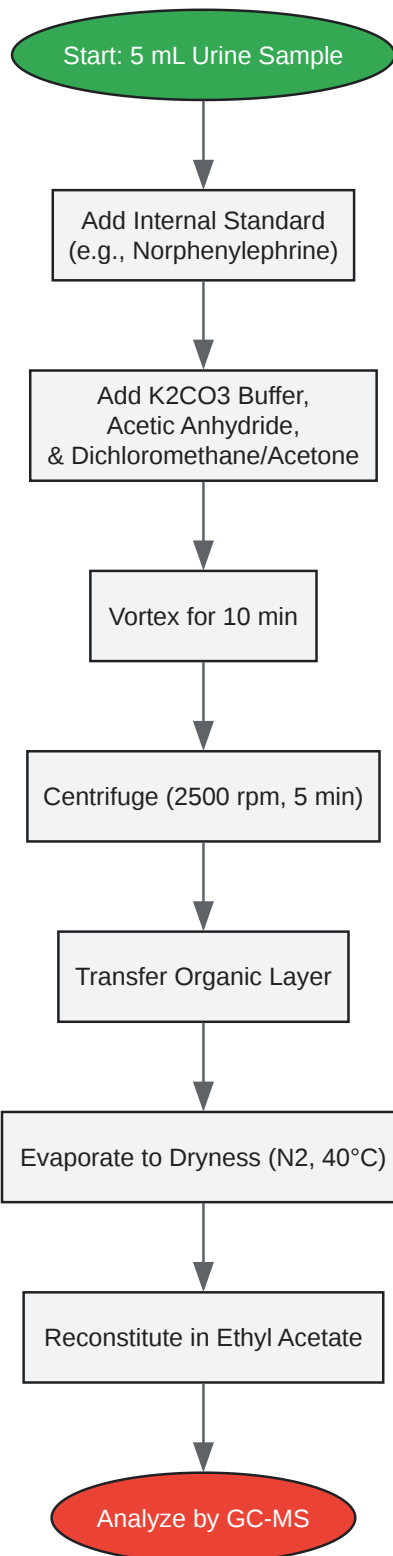 Start: 5 mL Urine Sample
Add Internal Standard
(e.g., Norphenylephrine)
Add K2CO3 Buffer,
Acetic Anhydride,
& Dichloromethane/Acetone
Vortex for 10 min
Centrifuge (2500 rpm, 5 min)
Transfer Organic Layer
Evaporate to Dryness (N2, 40°C)
Reconstitute in Ethyl Acetate
Analyze by GC-MS